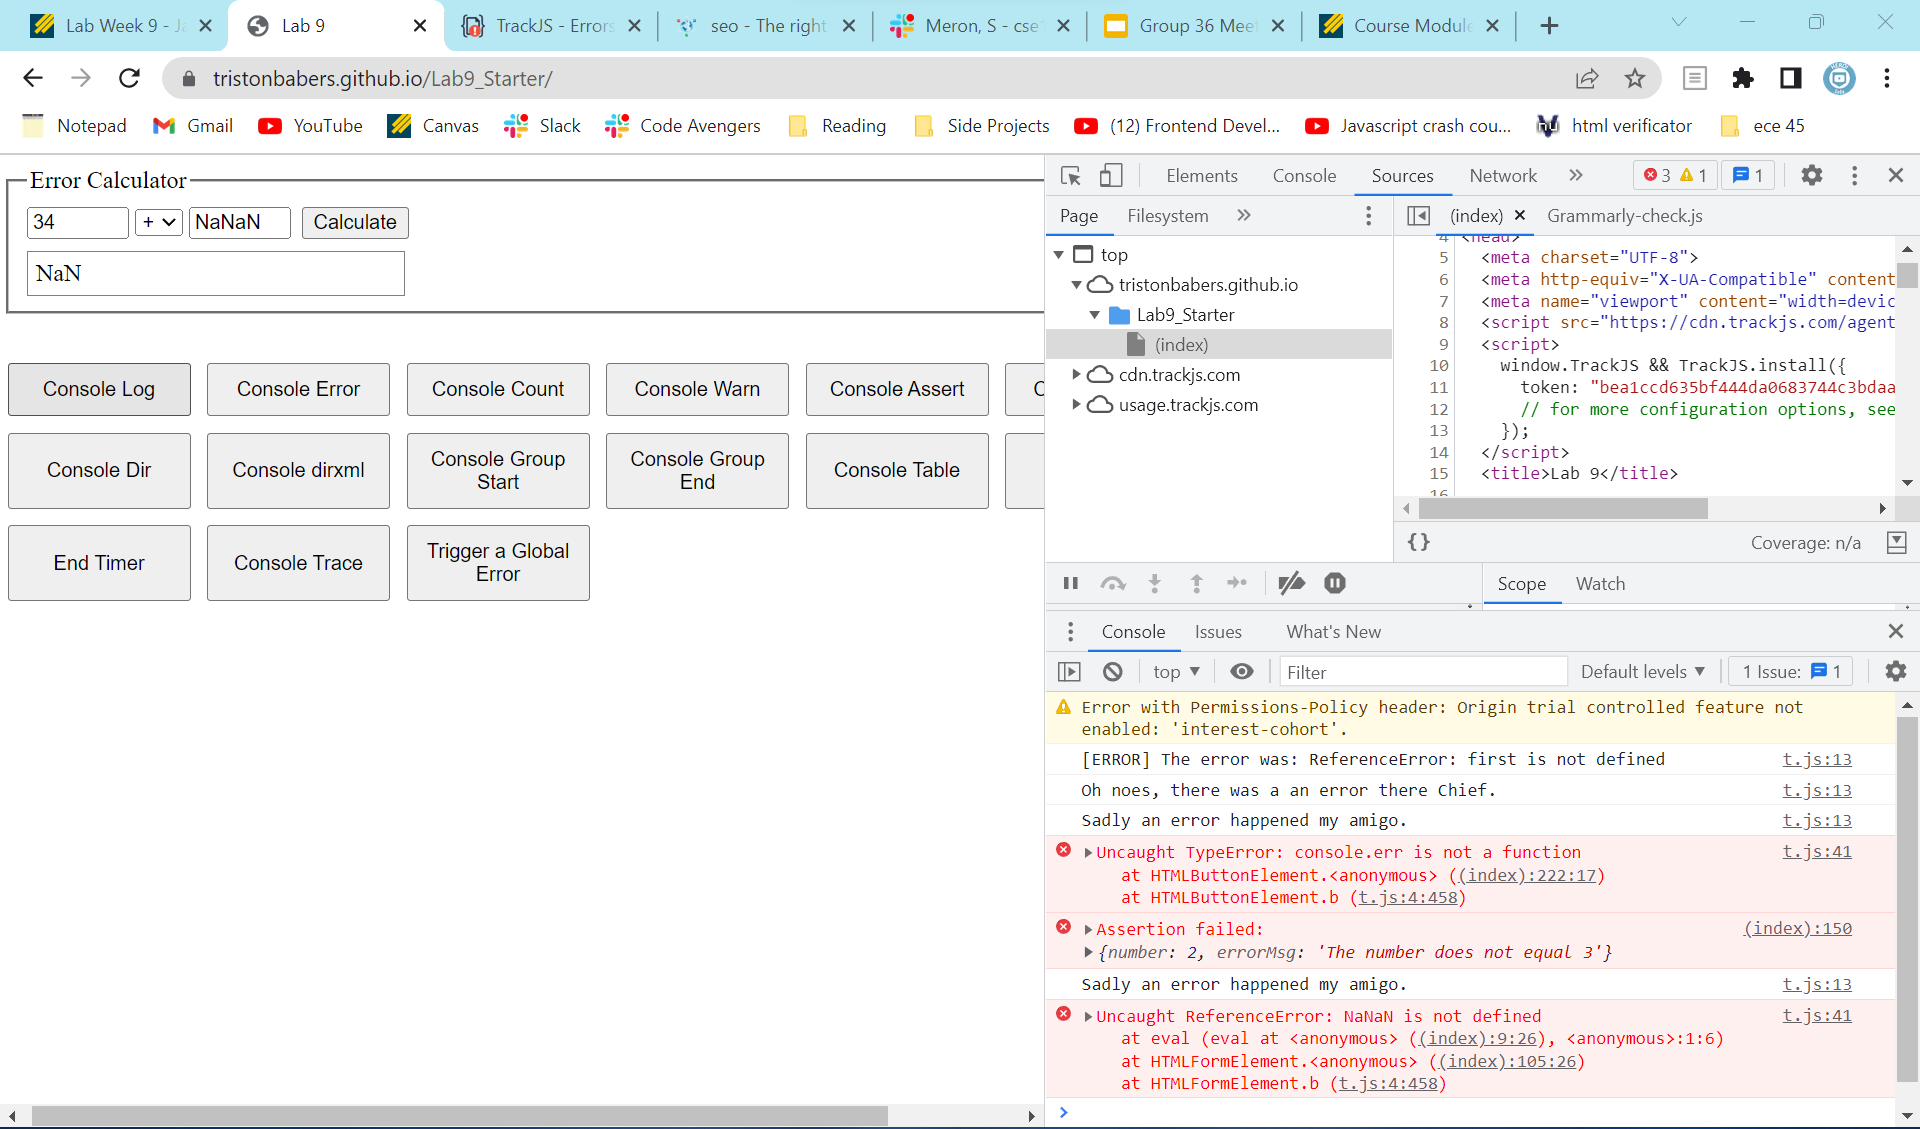 Lab Week 9 - Ja
Lab 9
TrackJS - Errors
seo - The right
Meron, S - cse1
Group 36 Meet
Course Module
tristonbabers.github.io/Lab9_Starter/
Notepad
Gmail
YouTube
Canvas
Slack
Code Avengers
Reading
Side Projects
(12) Frontend Devel...
Javascript crash cou...
html verificator
ece 45
Error Calculator
34
+
NaNaN
Calculate
NaN
Console Log
Console Error
Console Count
Console Warn
Console Assert
C
Console Dir
Console dirxml
Console Group
Start
Console Group
End
Console Table
End Timer
Console Trace
Trigger a Global
Error
Elements
Console
Sources
Network
3
1
1
Page
Filesystem
top
tristonbabers.github.io
Lab9_Starter
(index)
cdn.trackjs.com
usage.trackjs.com
(index)
Grammarly-check.js
4 <head>
5 <meta charset="UTF-8">
6 <meta http-equiv="X-UA-Compatible" content
7 <meta name="viewport" content="width=devic
8 <script src="https://cdn.trackjs.com/agent
9 <script>
10 window.TrackJS && TrackJS.install({
11 token: "bea1ccd635bf444da0683744c3bdaa
12 // for more configuration options, see
13 });
14 </script>
15 <title>Lab 9</title>
16
{}
Coverage: n/a
Scope
Watch
Console
Issues
What's New
top
Filter
Default levels
1 Issue: 1
Error with Permissions-Policy header: Origin trial controlled feature not
enabled: 'interest-cohort'.
[ERROR] The error was: ReferenceError: first is not defined t.js:13
Oh noes, there was a an error there Chief. t.js:13
Sadly an error happened my amigo. t.js:13
Uncaught TypeError: console.err is not a function t.js:41
at HTMLButtonElement.<anonymous> ((index):222:17)
at HTMLButtonElement.b (t.js:4:458)
Assertion failed: (index):150
{number: 2, errorMsg: 'The number does not equal 3'}
Sadly an error happened my amigo. t.js:13
Uncaught ReferenceError: NaNaN is not defined t.js:41
at eval (eval at <anonymous> ((index):9:26), <anonymous>:1:6)
at HTMLFormElement.<anonymous> ((index):105:26)
at HTMLFormElement.b (t.js:4:458)